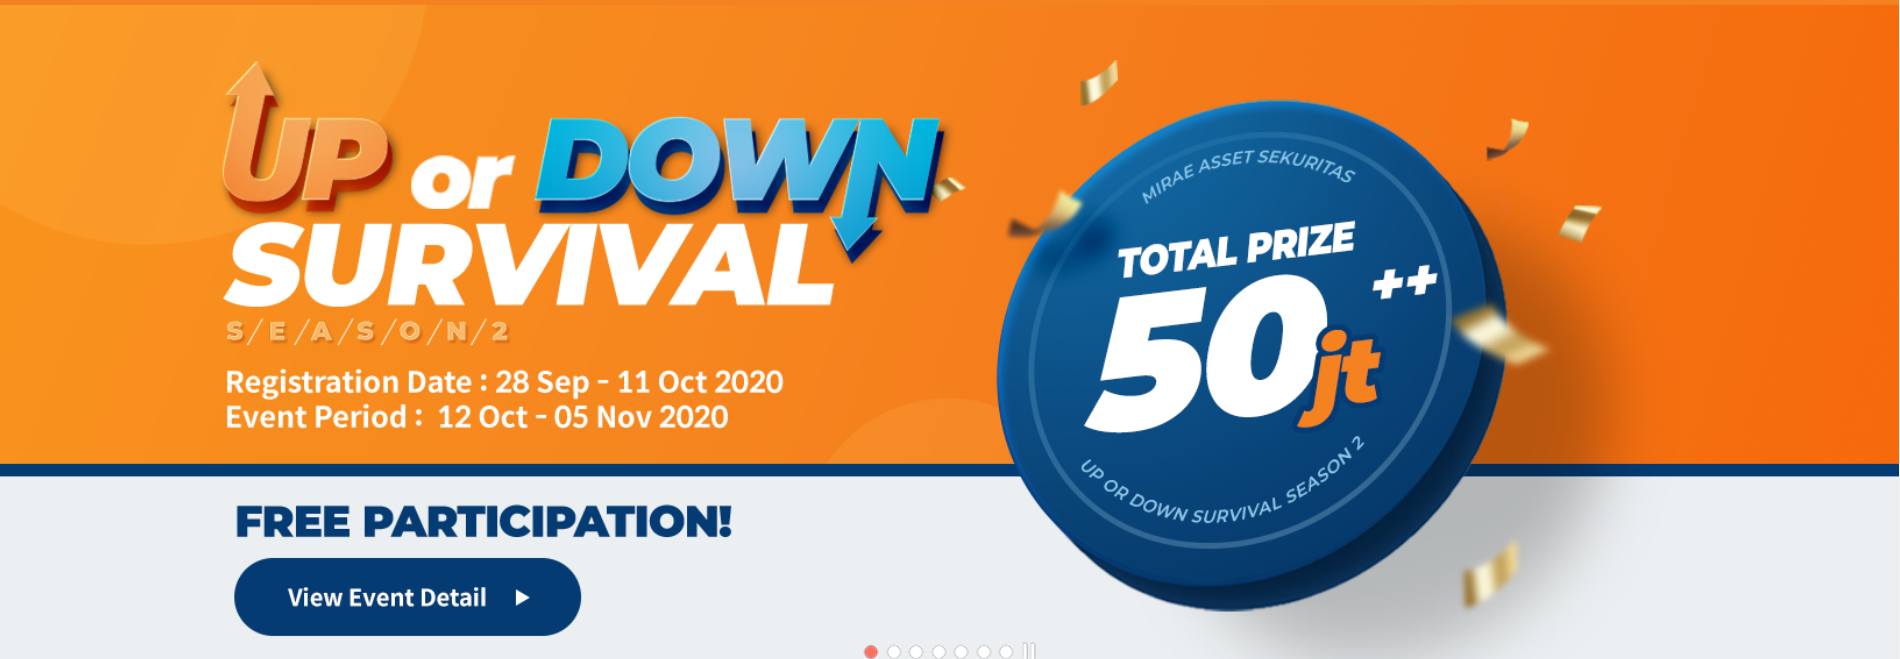 UP or DOWN
SURVIVAL
S/E/A/S/O/N/2
Registration Date : 28 Sep - 11 Oct 2020
Event Period : 12 Oct - 05 Nov 2020
FREE PARTICIPATION!
View Event Detail
MIRAE ASSET SEKURITAS
TOTAL PRIZE
50jt ++
UP OR DOWN SURVIVAL SEASON 2